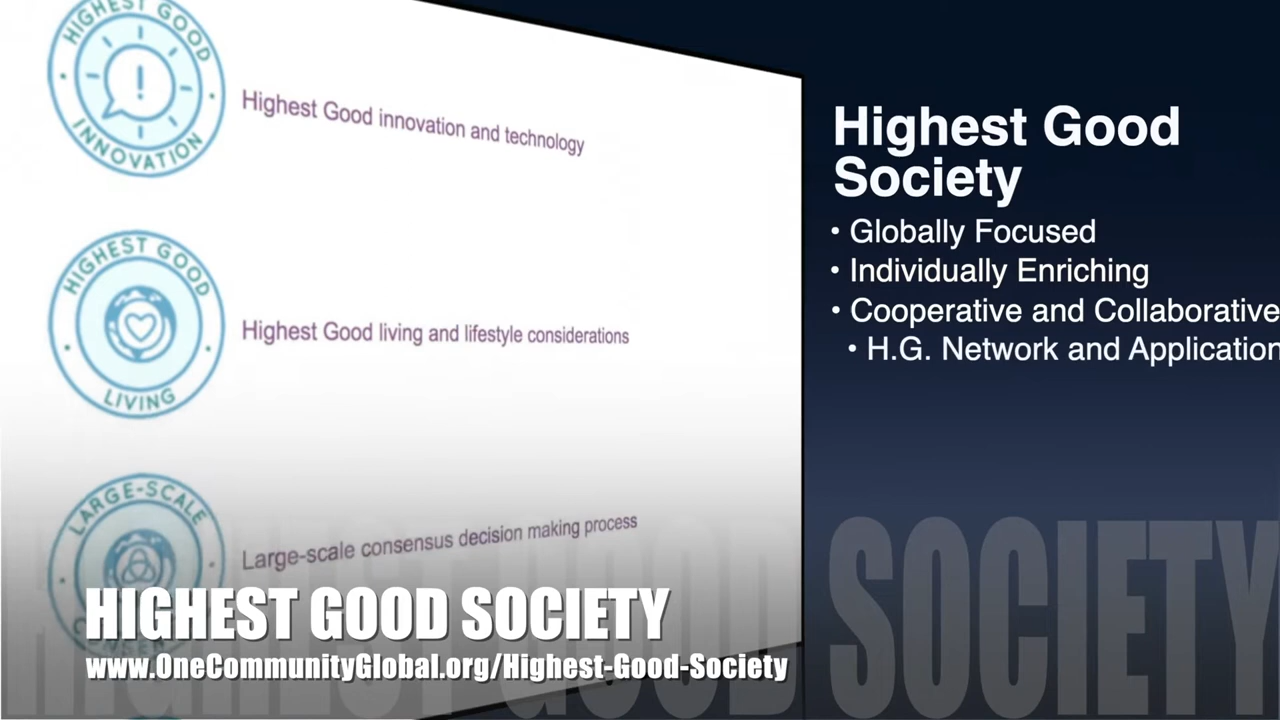 HIGHEST GOOD
INNOVATION
Highest Good innovation and technology
HIGHEST GOOD
LIVING
Highest Good living and lifestyle considerations
LARGE-SCALE
Large-scale consensus decision making process
Highest Good
Society
• Globally Focused
• Individually Enriching
• Cooperative and Collaborative
• H.G. Network and Application
HIGHEST GOOD SOCIETY
HIGHEST GOOD SOCIETY
www.OneCommunityGlobal.org/Highest-Good-Society